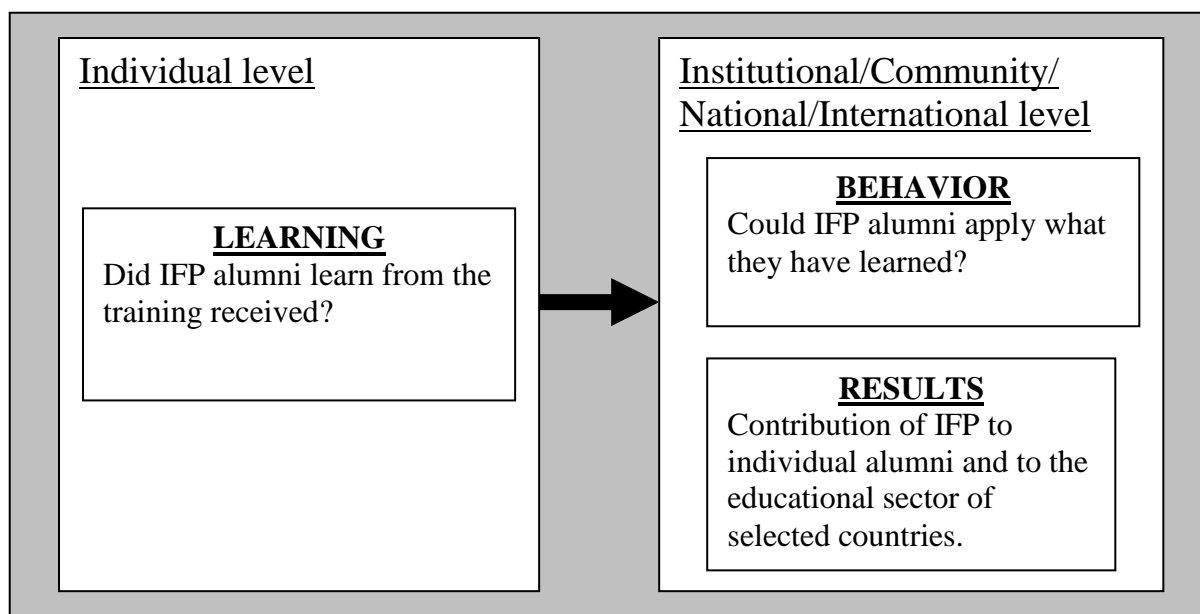 Individual level
LEARNING
Did IFP alumni learn from the
training received?
Institutional/Community/
National/International level
BEHAVIOR
Could IFP alumni apply what
they have learned?
RESULTS
Contribution of IFP to
individual alumni and to the
educational sector of
selected countries.